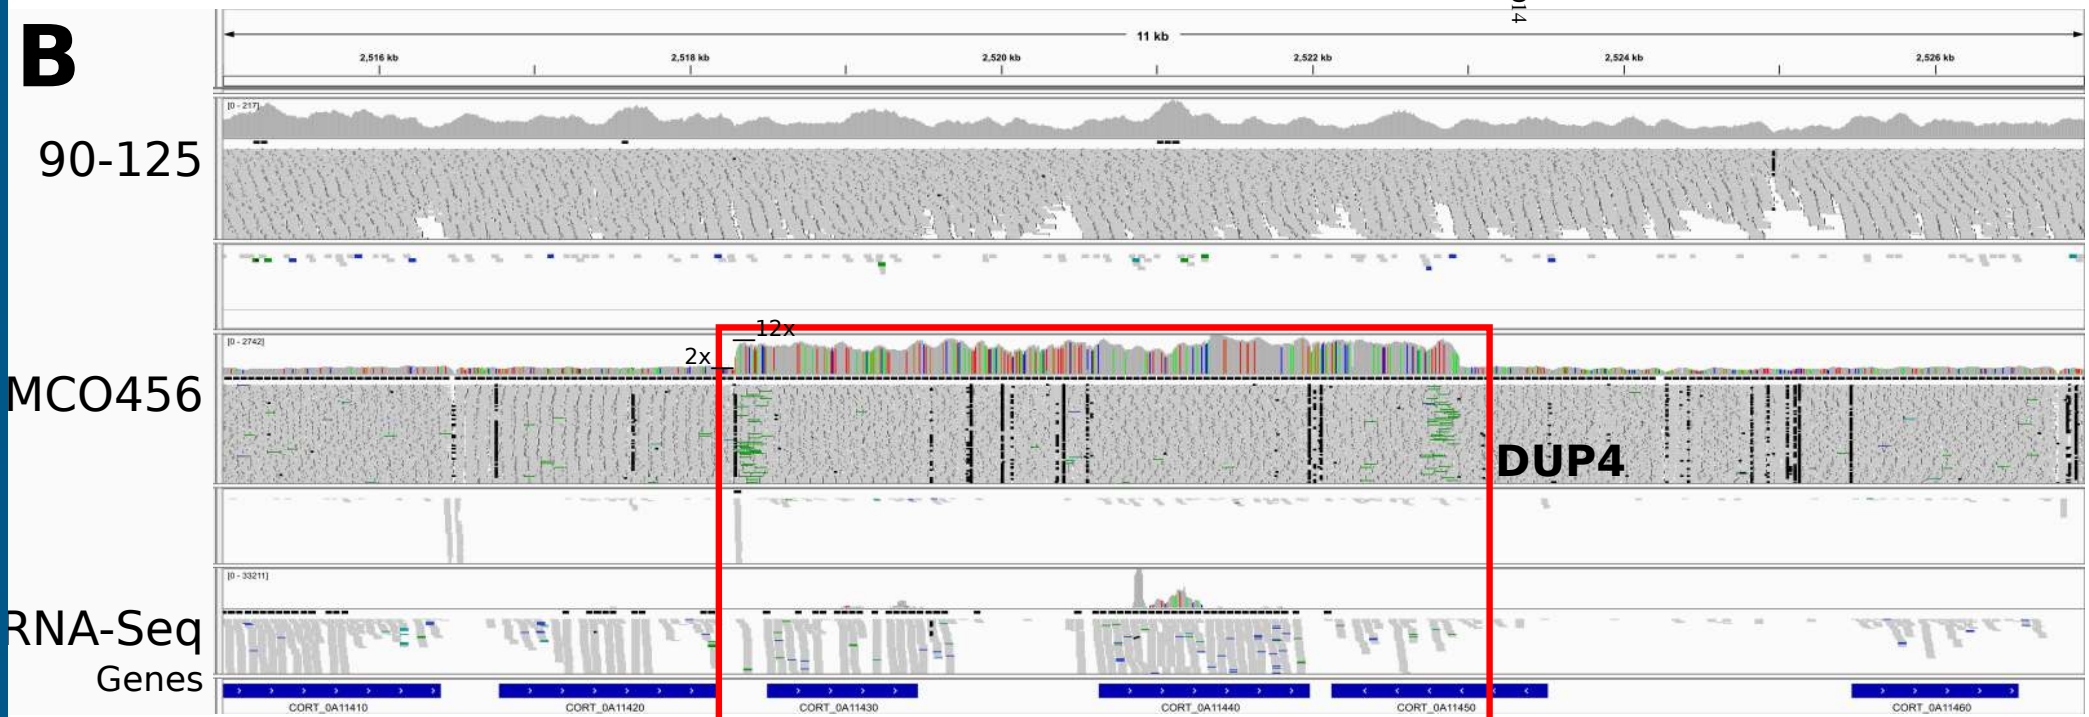 014
B
11 kb
2,516 kb 2,518 kb 2,520 kb 2,522 kb 2,524 kb 2,526 kb
[0 - 217]
90-125
12x
[0 - 2742]
2x
MCO456
DUP4
[0 - 33211]
RNA-Seq
Genes
CORT_0A11410 CORT_0A11420 CORT_0A11430 CORT_0A11440 CORT_0A11450 CORT_0A11460